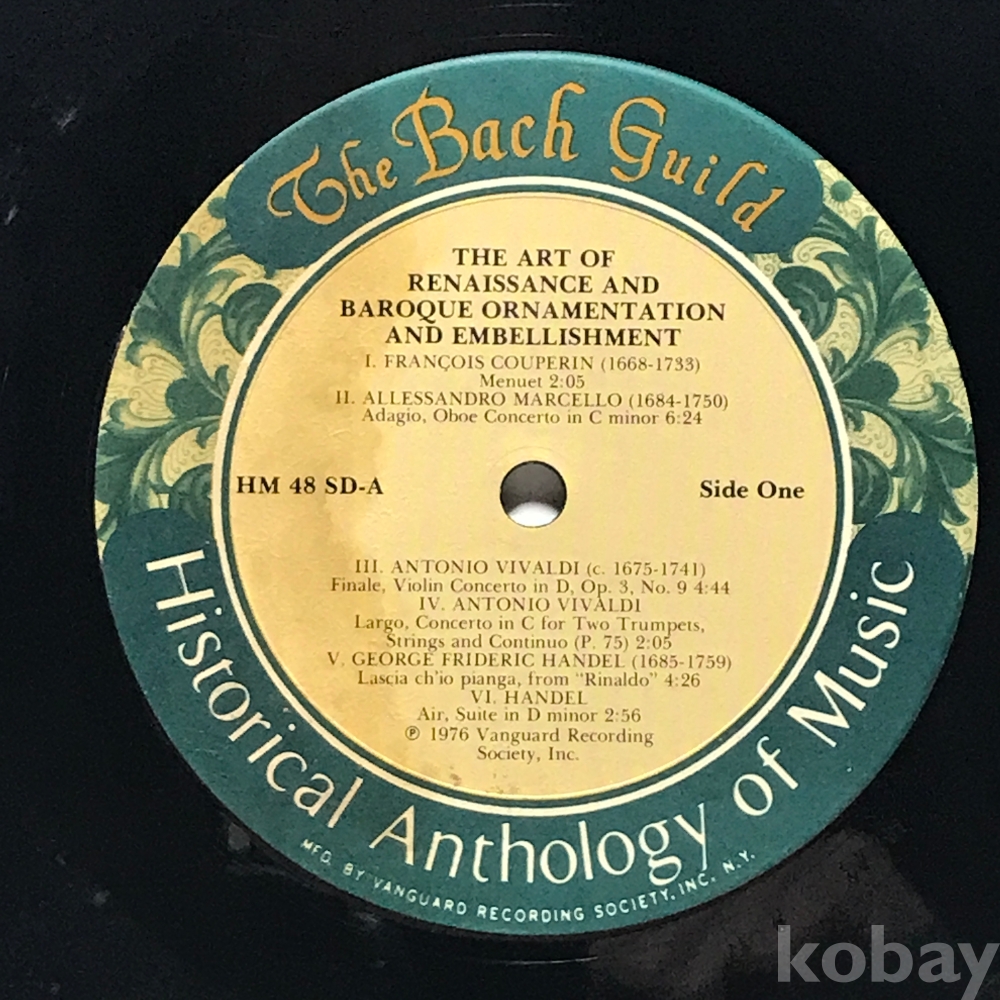 The Bach Guild
THE ART OF
RENAISSANCE AND
BAROQUE ORNAMENTATION
AND EMBELLISHMENT
I. FRANÇOIS COUPERIN (1668-1733)
Menuet 2:05
II. ALLESSANDRO MARCELLO (1684-1750)
Adagio, Oboe Concerto in C minor 6:24
HM 48 SD-A
Side One
III. ANTONIO VIVALDI (c. 1675-1741)
Finale, Violin Concerto in D, Op. 3, No. 9 4:44
IV. ANTONIO VIVALDI
Largo, Concerto in C for Two Trumpets,
Strings and Continuo (P. 75) 2:05
V. GEORGE FRIDERIC HANDEL (1685-1759)
Lascia ch'io pianga, from "Rinaldo" 4:26
VI. HANDEL
Air, Suite in D minor 2:56
℗ 1976 Vanguard Recording
Society, Inc.
Historical Anthology of Music
MFD. BY VANGUARD RECORDING SOCIETY, INC. N.Y.
kobay